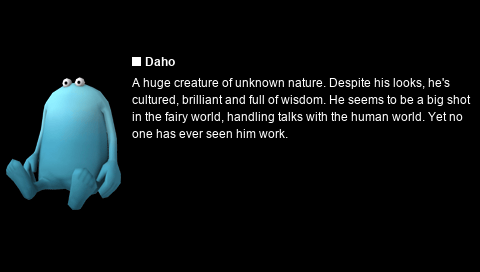 Daho
A huge creature of unknown nature. Despite his looks, he's
cultured, brilliant and full of wisdom. He seems to be a big shot
in the fairy world, handling talks with the human world. Yet no
one has ever seen him work.